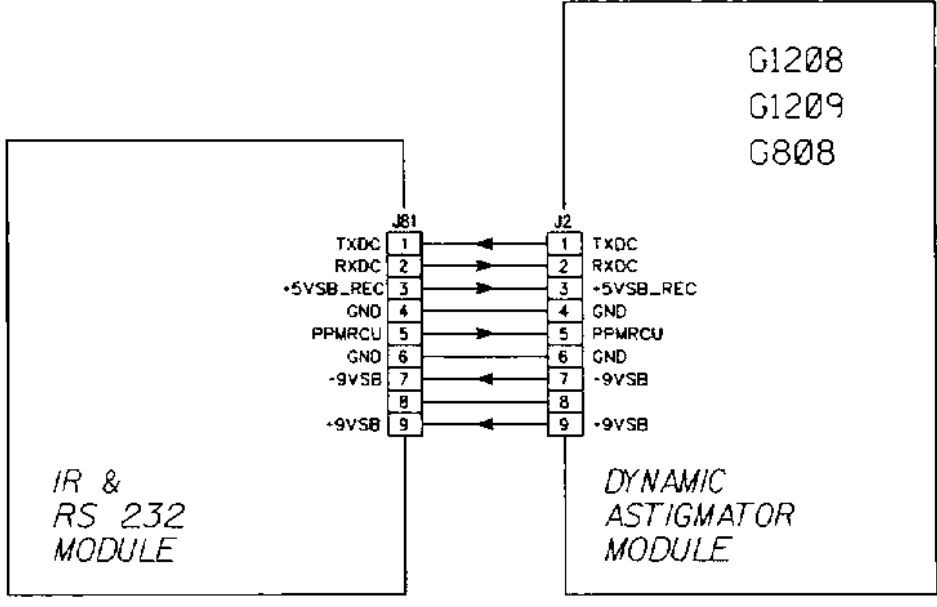 G1208
G1209
G808
J81 J2
TXDC 1 1 TXDC
RXDC 2 2 RXDC
+5VSB_REC 3 3 +5VSB_REC
GND 4 4 GND
PPMRCU 5 5 PPMRCU
GND 6 6 GND
-9VSB 7 7 -9VSB
8 8
+9VSB 9 9 -9VSB
IR &
RS 232
MODULE
DYNAMIC
ASTIGMATOR
MODULE